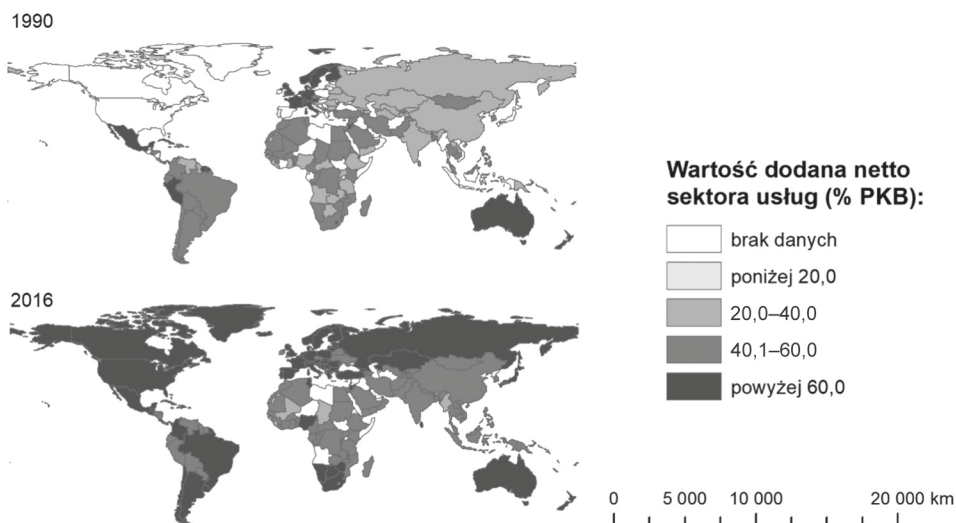 1990
2016
Wartość dodana netto
sektora usług (% PKB):
brak danych
poniżej 20,0
20,0–40,0
40,1–60,0
powyżej 60,0
0 5 000 10 000 20 000 km